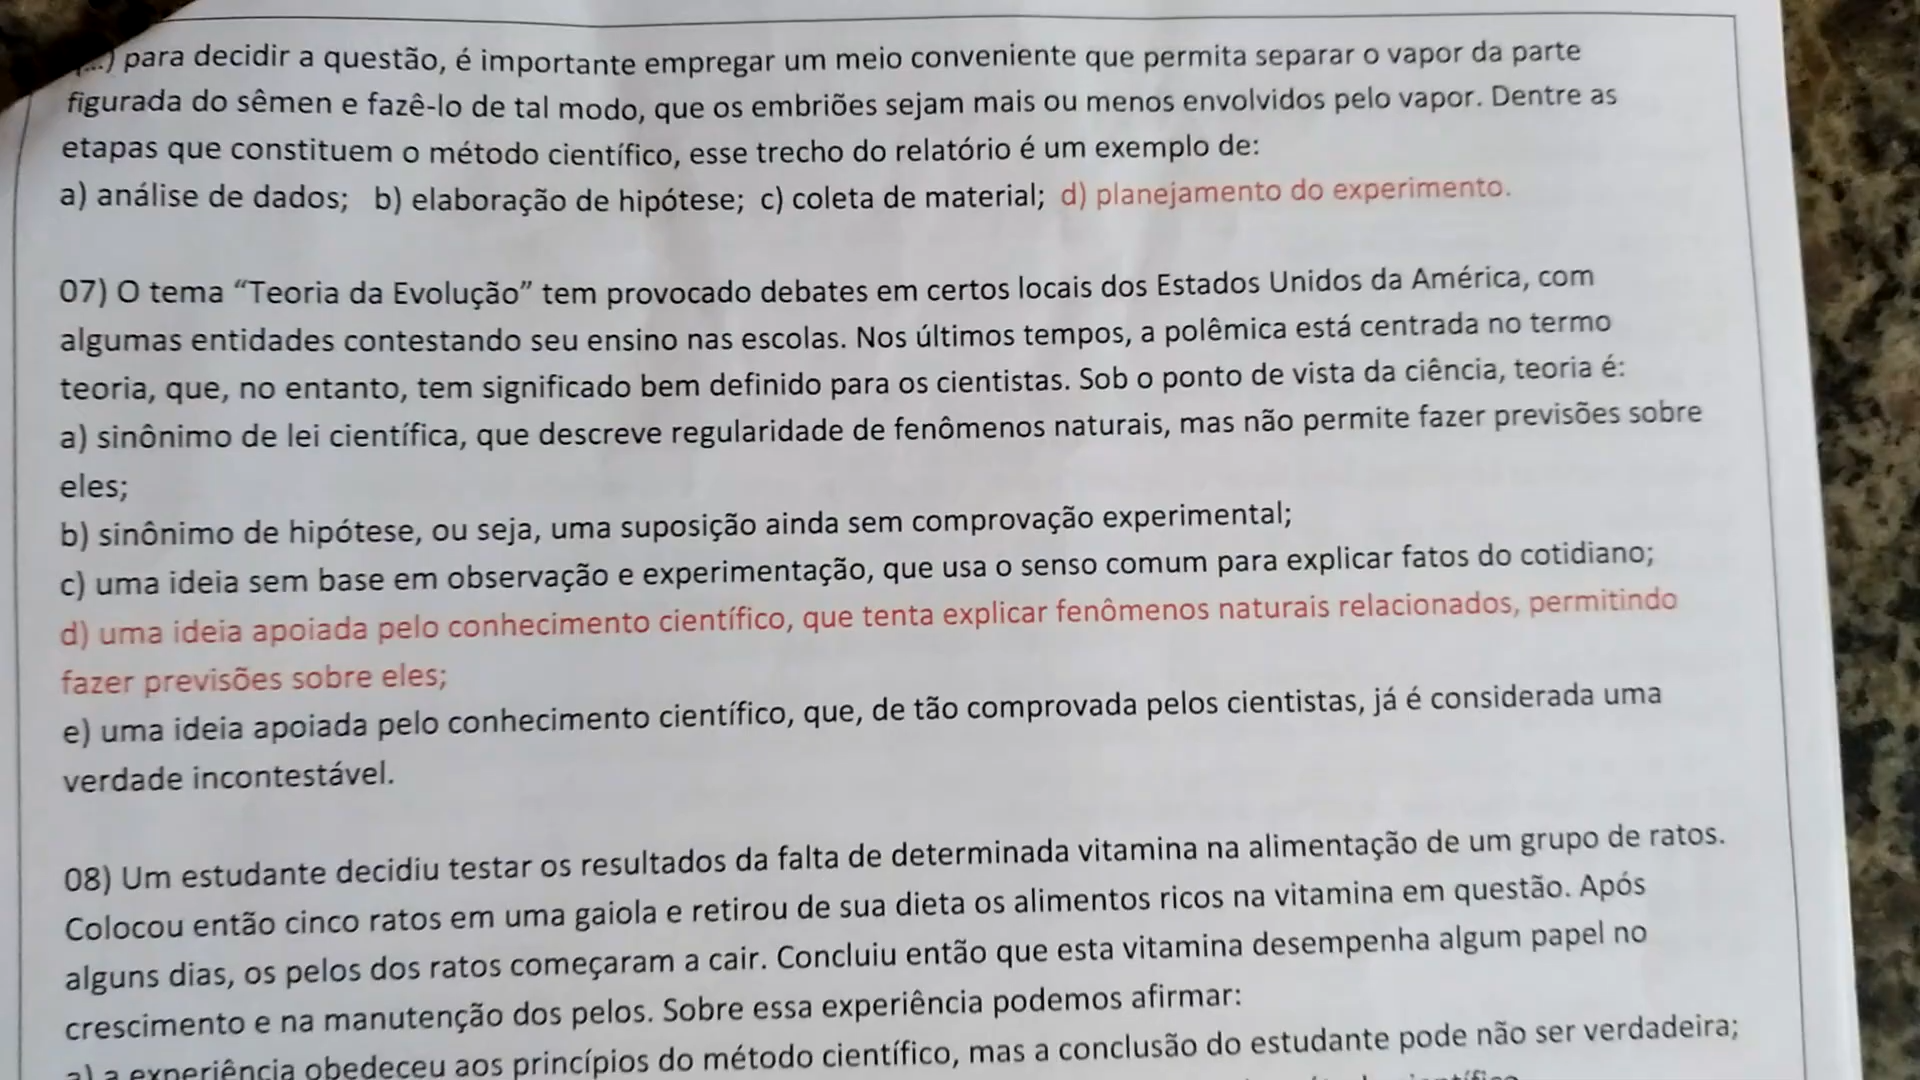 ...) para decidir a questão, é importante empregar um meio conveniente que permita separar o vapor da parte
figurada do sêmen e fazê-lo de tal modo, que os embriões sejam mais ou menos envolvidos pelo vapor. Dentre as
etapas que constituem o método científico, esse trecho do relatório é um exemplo de:
a) análise de dados; b) elaboração de hipótese; c) coleta de material; d) planejamento do experimento.
07) O tema “Teoria da Evolução” tem provocado debates em certos locais dos Estados Unidos da América, com
algumas entidades contestando seu ensino nas escolas. Nos últimos tempos, a polêmica está centrada no termo
teoria, que, no entanto, tem significado bem definido para os cientistas. Sob o ponto de vista da ciência, teoria é:
a) sinônimo de lei científica, que descreve regularidade de fenômenos naturais, mas não permite fazer previsões sobre
eles;
b) sinônimo de hipótese, ou seja, uma suposição ainda sem comprovação experimental;
c) uma ideia sem base em observação e experimentação, que usa o senso comum para explicar fatos do cotidiano;
d) uma ideia apoiada pelo conhecimento científico, que tenta explicar fenômenos naturais relacionados, permitindo
fazer previsões sobre eles;
e) uma ideia apoiada pelo conhecimento científico, que, de tão comprovada pelos cientistas, já é considerada uma
verdade incontestável.
08) Um estudante decidiu testar os resultados da falta de determinada vitamina na alimentação de um grupo de ratos.
Colocou então cinco ratos em uma gaiola e retirou de sua dieta os alimentos ricos na vitamina em questão. Após
alguns dias, os pelos dos ratos começaram a cair. Concluiu então que esta vitamina desempenha algum papel no
crescimento e na manutenção dos pelos. Sobre essa experiência podemos afirmar:
a) a experiência obedeceu aos princípios do método científico, mas a conclusão do estudante pode não ser verdadeira;